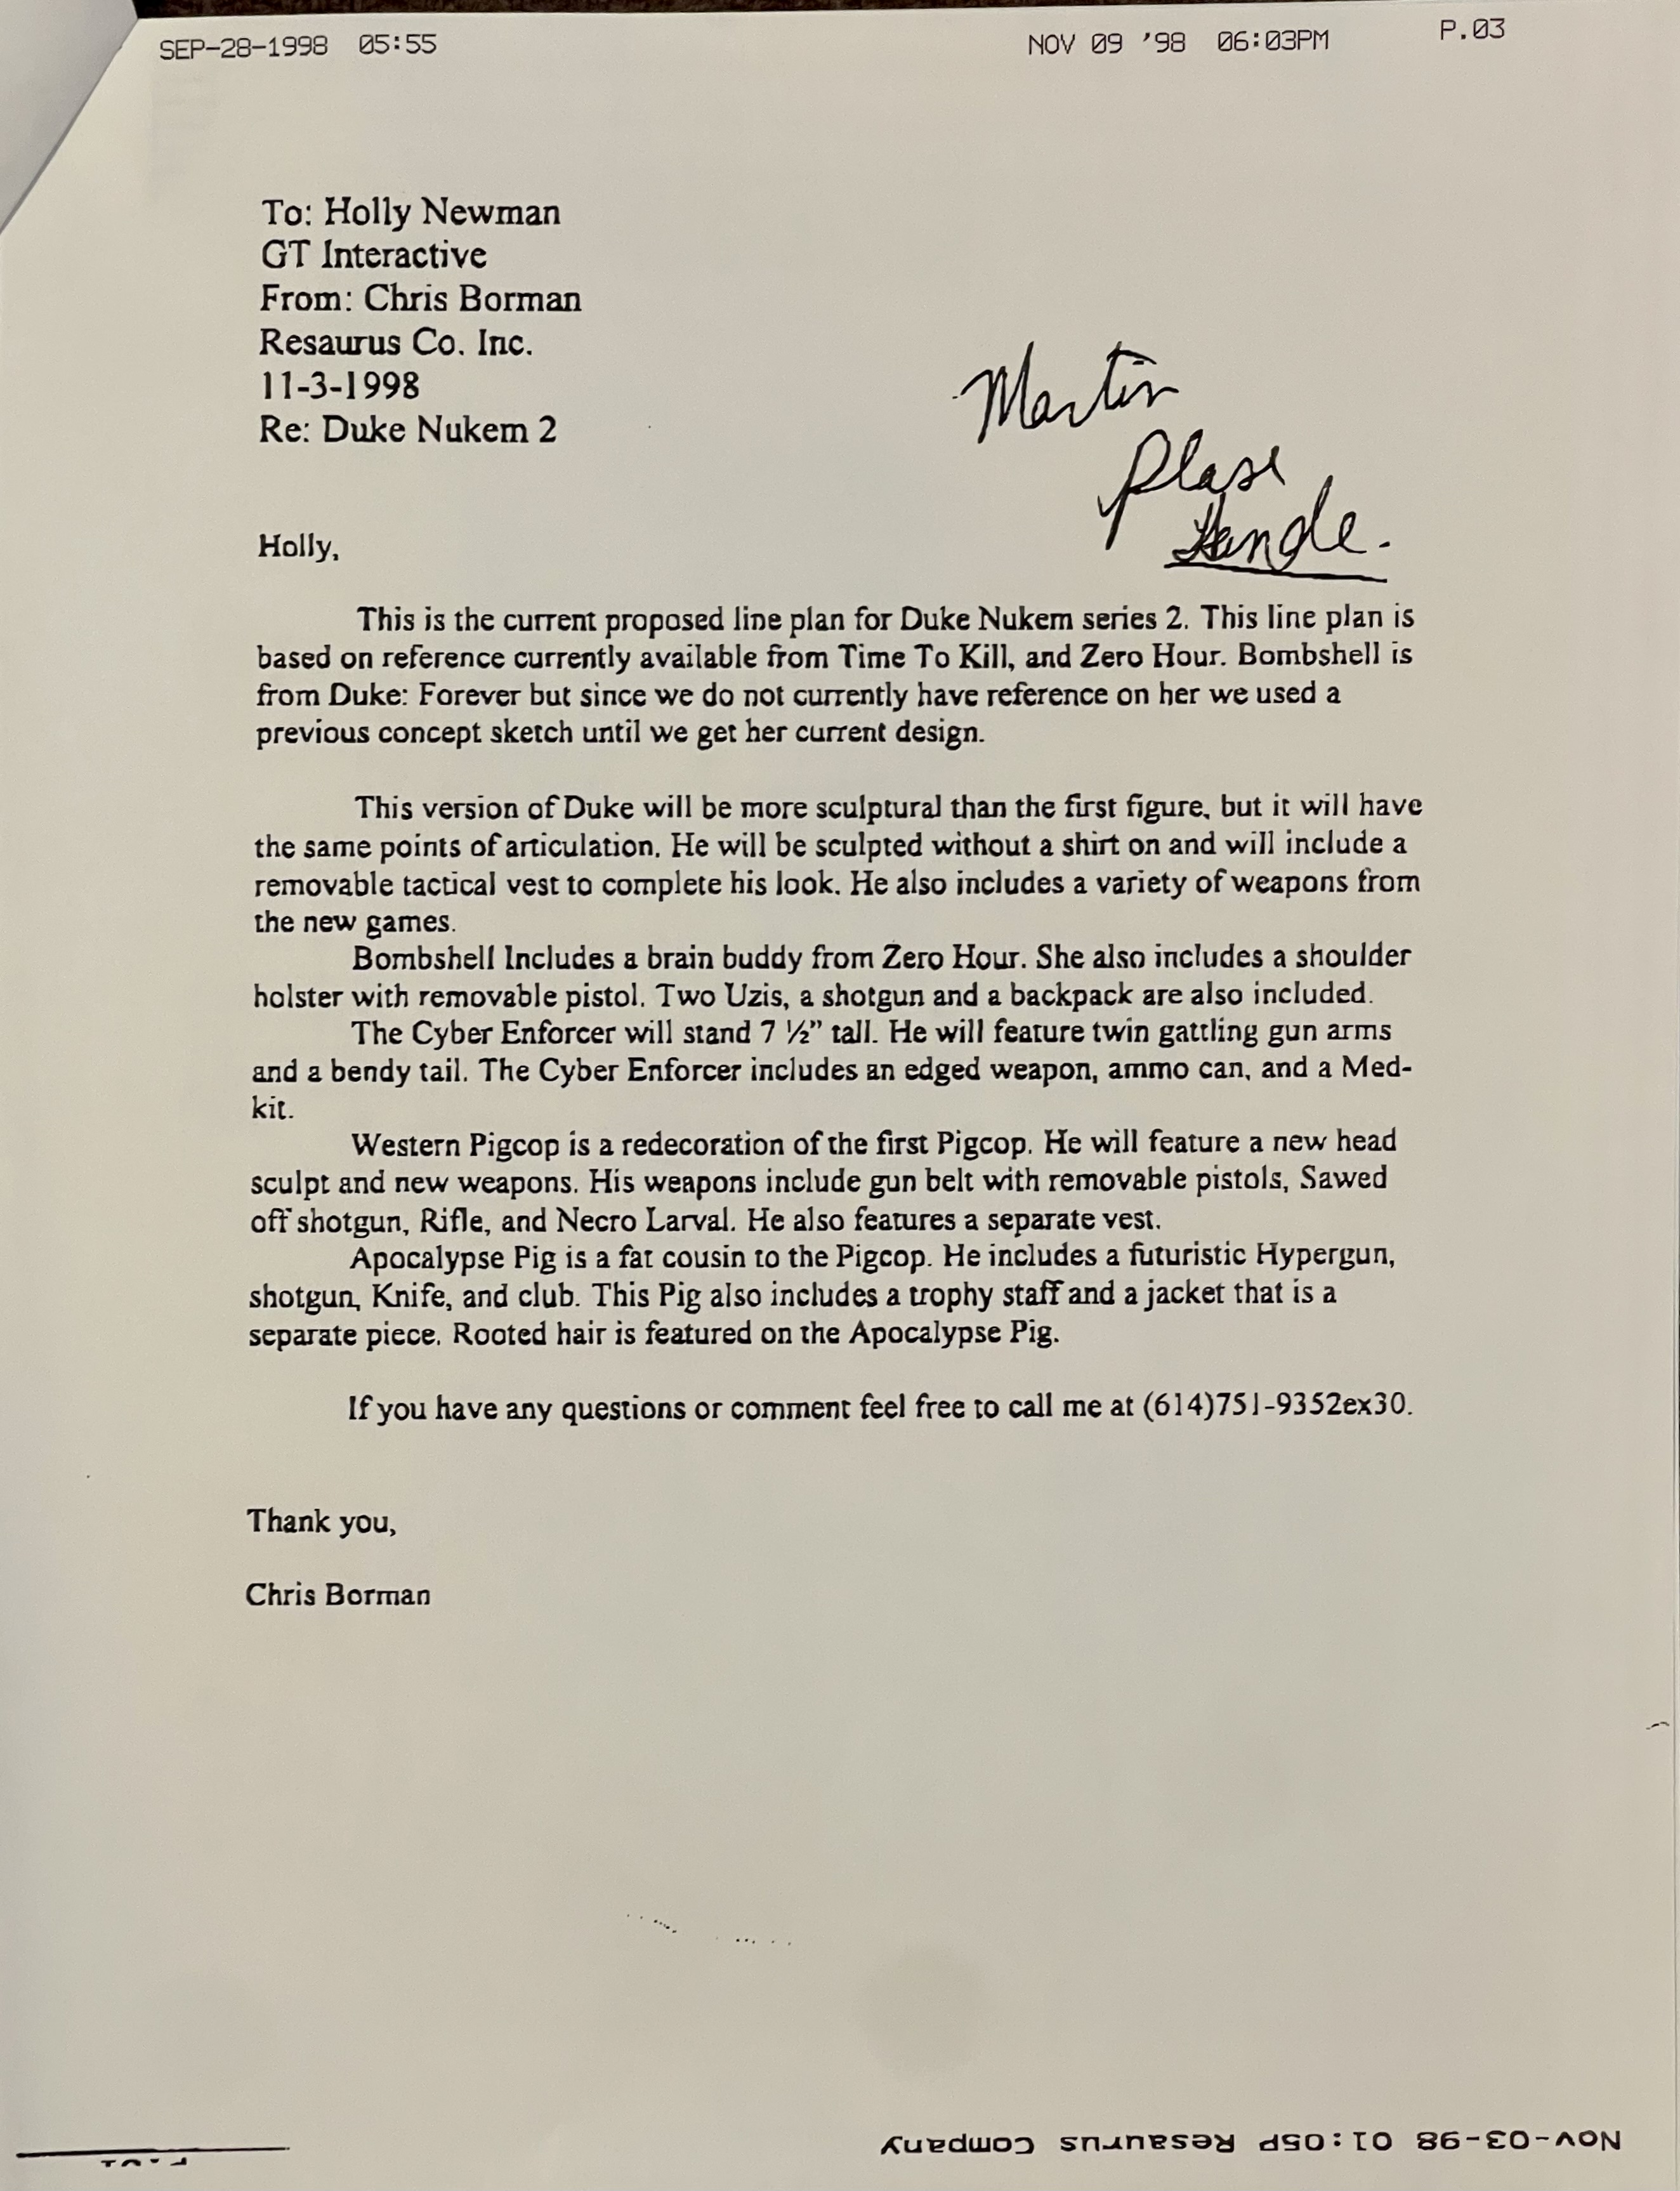 SEP-28-1998 05:55 NOV 09 '98 06:03PM P.03
To: Holly Newman
GT Interactive
From: Chris Borman
Resaurus Co. Inc.
11-3-1998
Re: Duke Nukem 2
Martin
Please
Handle.
Holly,
This is the current proposed line plan for Duke Nukem series 2. This line plan is
based on reference currently available from Time To Kill, and Zero Hour. Bombshell is
from Duke: Forever but since we do not currently have reference on her we used a
previous concept sketch until we get her current design.
This version of Duke will be more sculptural than the first figure, but it will have
the same points of articulation. He will be sculpted without a shirt on and will include a
removable tactical vest to complete his look. He also includes a variety of weapons from
the new games.
Bombshell Includes a brain buddy from Zero Hour. She also includes a shoulder
holster with removable pistol. Two Uzis, a shotgun and a backpack are also included.
The Cyber Enforcer will stand 7 ½” tall. He will feature twin gattling gun arms
and a bendy tail. The Cyber Enforcer includes an edged weapon, ammo can, and a Med-
kit.
Western Pigcop is a redecoration of the first Pigcop. He will feature a new head
sculpt and new weapons. His weapons include gun belt with removable pistols, Sawed
off shotgun, Rifle, and Necro Larval. He also features a separate vest.
Apocalypse Pig is a fat cousin to the Pigcop. He includes a futuristic Hypergun,
shotgun, Knife, and club. This Pig also includes a trophy staff and a jacket that is a
separate piece. Rooted hair is featured on the Apocalypse Pig.
If you have any questions or comment feel free to call me at (614)751-9352ex30.
Thank you,
Chris Borman
Nov-03-98 01:05P Resaurus Company